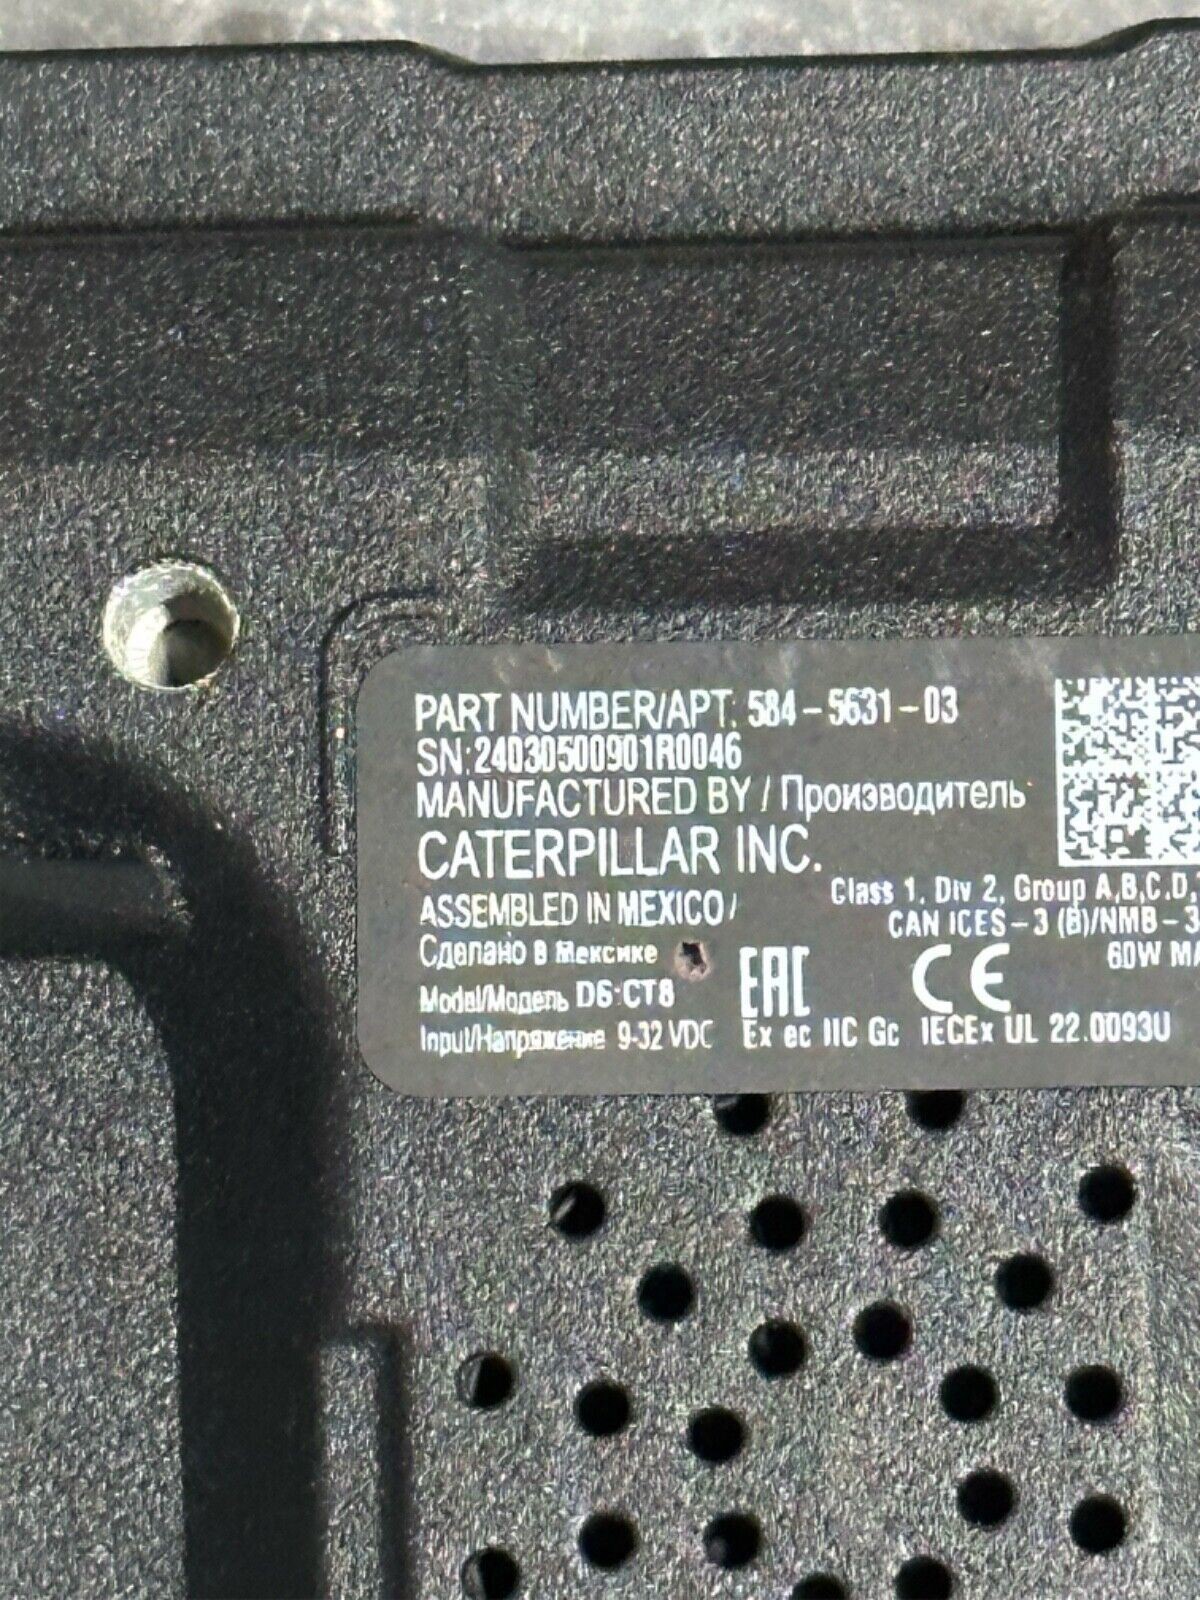 PART NUMBER/АРТ. 584-5631-03
SN:24030500901R0046
MANUFACTURED BY / Производитель
CATERPILLAR INC.
ASSEMBLED IN MEXICO /
Сделано в Мексике
Model/Модель D6 CT8
Input/Напряжение 9-32 VDC
Class 1, Div 2, Group A,B,C,D,
CAN ICES-3 (B)/NMB-3
60W
EAC CE
Ex ec IIC Gc IECEx UL 22.0093U